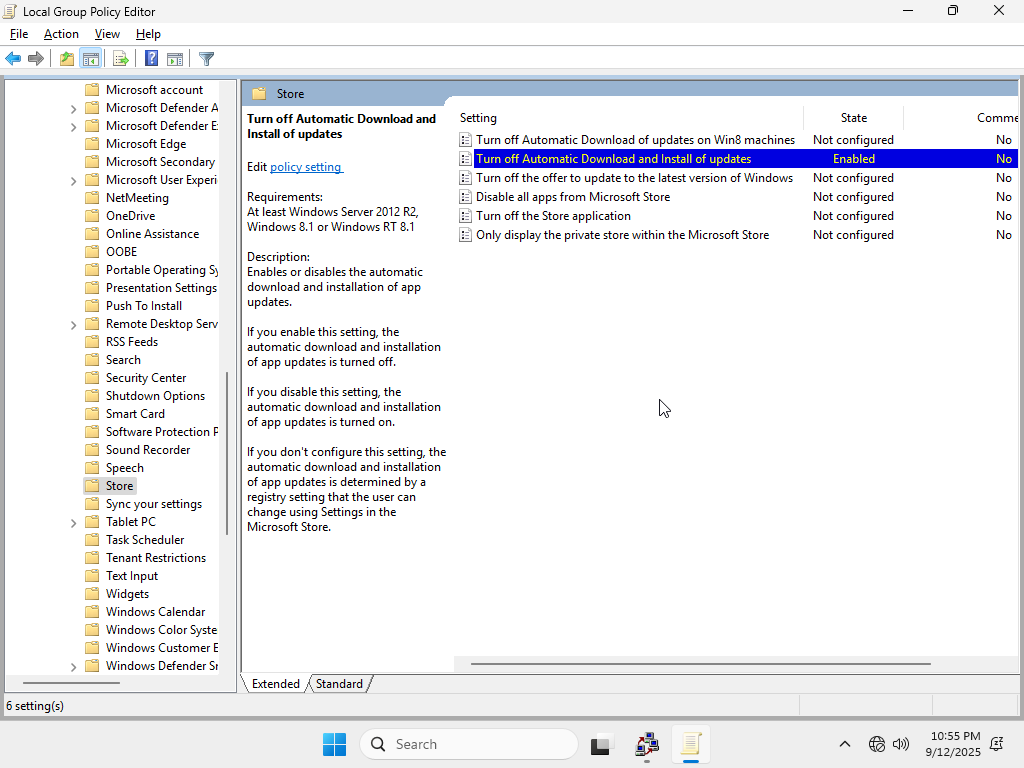 Local Group Policy Editor
File Action View Help
Microsoft account
Microsoft Defender A
Microsoft Defender E
Microsoft Edge
Microsoft Secondary
Microsoft User Experi
NetMeeting
OneDrive
Online Assistance
OOBE
Portable Operating Sy
Presentation Settings
Push To Install
Remote Desktop Serv
RSS Feeds
Search
Security Center
Shutdown Options
Smart Card
Software Protection P
Sound Recorder
Speech
Store
Sync your settings
Tablet PC
Task Scheduler
Tenant Restrictions
Text Input
Widgets
Windows Calendar
Windows Color Syste
Windows Customer E
Windows Defender Sr
Store
Turn off Automatic Download and
Install of updates
Edit policy setting
Requirements:
At least Windows Server 2012 R2,
Windows 8.1 or Windows RT 8.1
Description:
Enables or disables the automatic
download and installation of app
updates.
If you enable this setting, the
automatic download and installation
of app updates is turned off.
If you disable this setting, the
automatic download and installation
of app updates is turned on.
If you don't configure this setting, the
automatic download and installation
of app updates is determined by a
registry setting that the user can
change using Settings in the
Microsoft Store.
Setting State Comme
Turn off Automatic Download of updates on Win8 machines Not configured No
Turn off Automatic Download and Install of updates Enabled No
Turn off the offer to update to the latest version of Windows Not configured No
Disable all apps from Microsoft Store Not configured No
Turn off the Store application Not configured No
Only display the private store within the Microsoft Store Not configured No
Extended Standard
6 setting(s)
Search
10:55 PM
9/12/2025